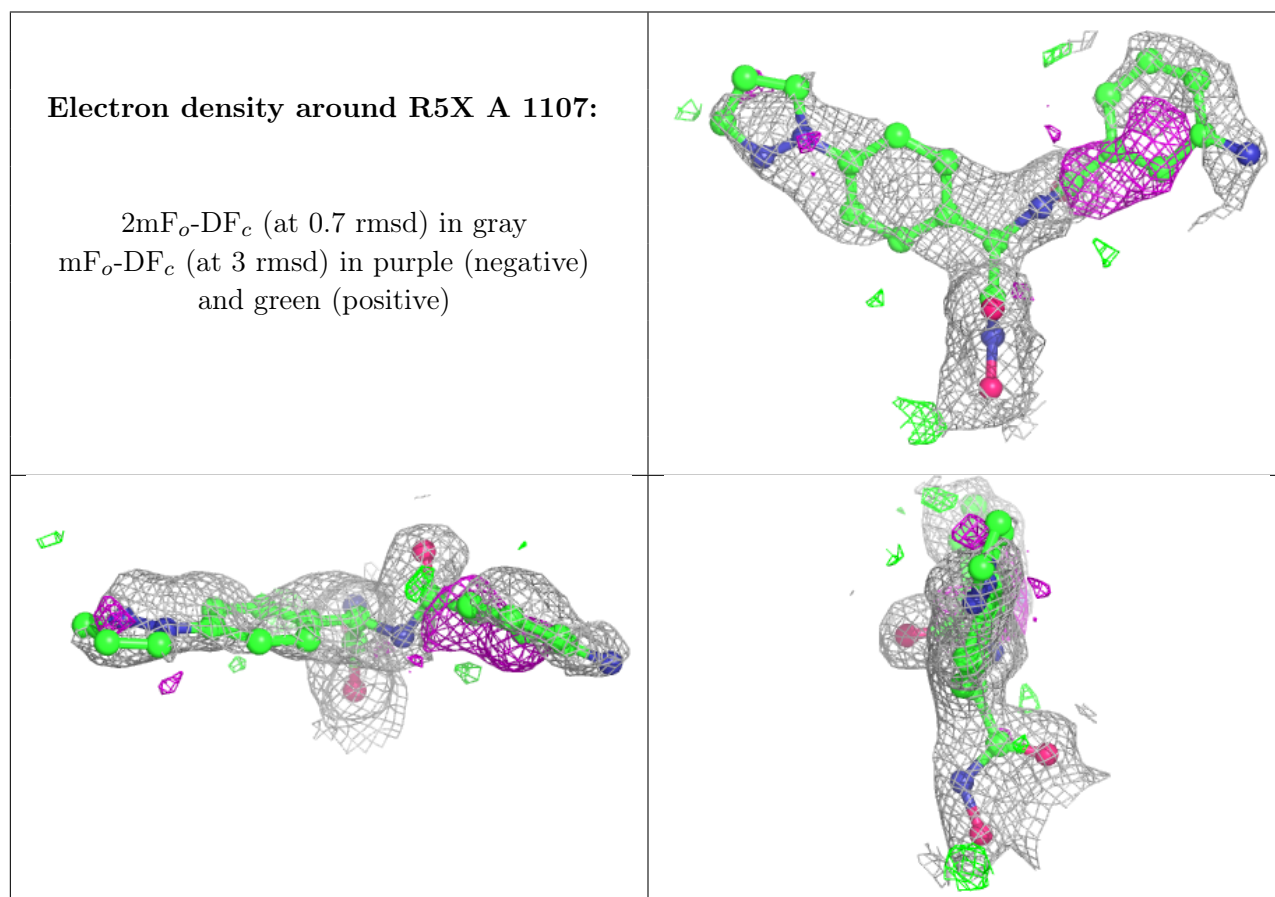 Electron density around R5X A 1107:
2mFo-DFc (at 0.7 rmsd) in gray
mFo-DFc (at 3 rmsd) in purple (negative)
and green (positive)